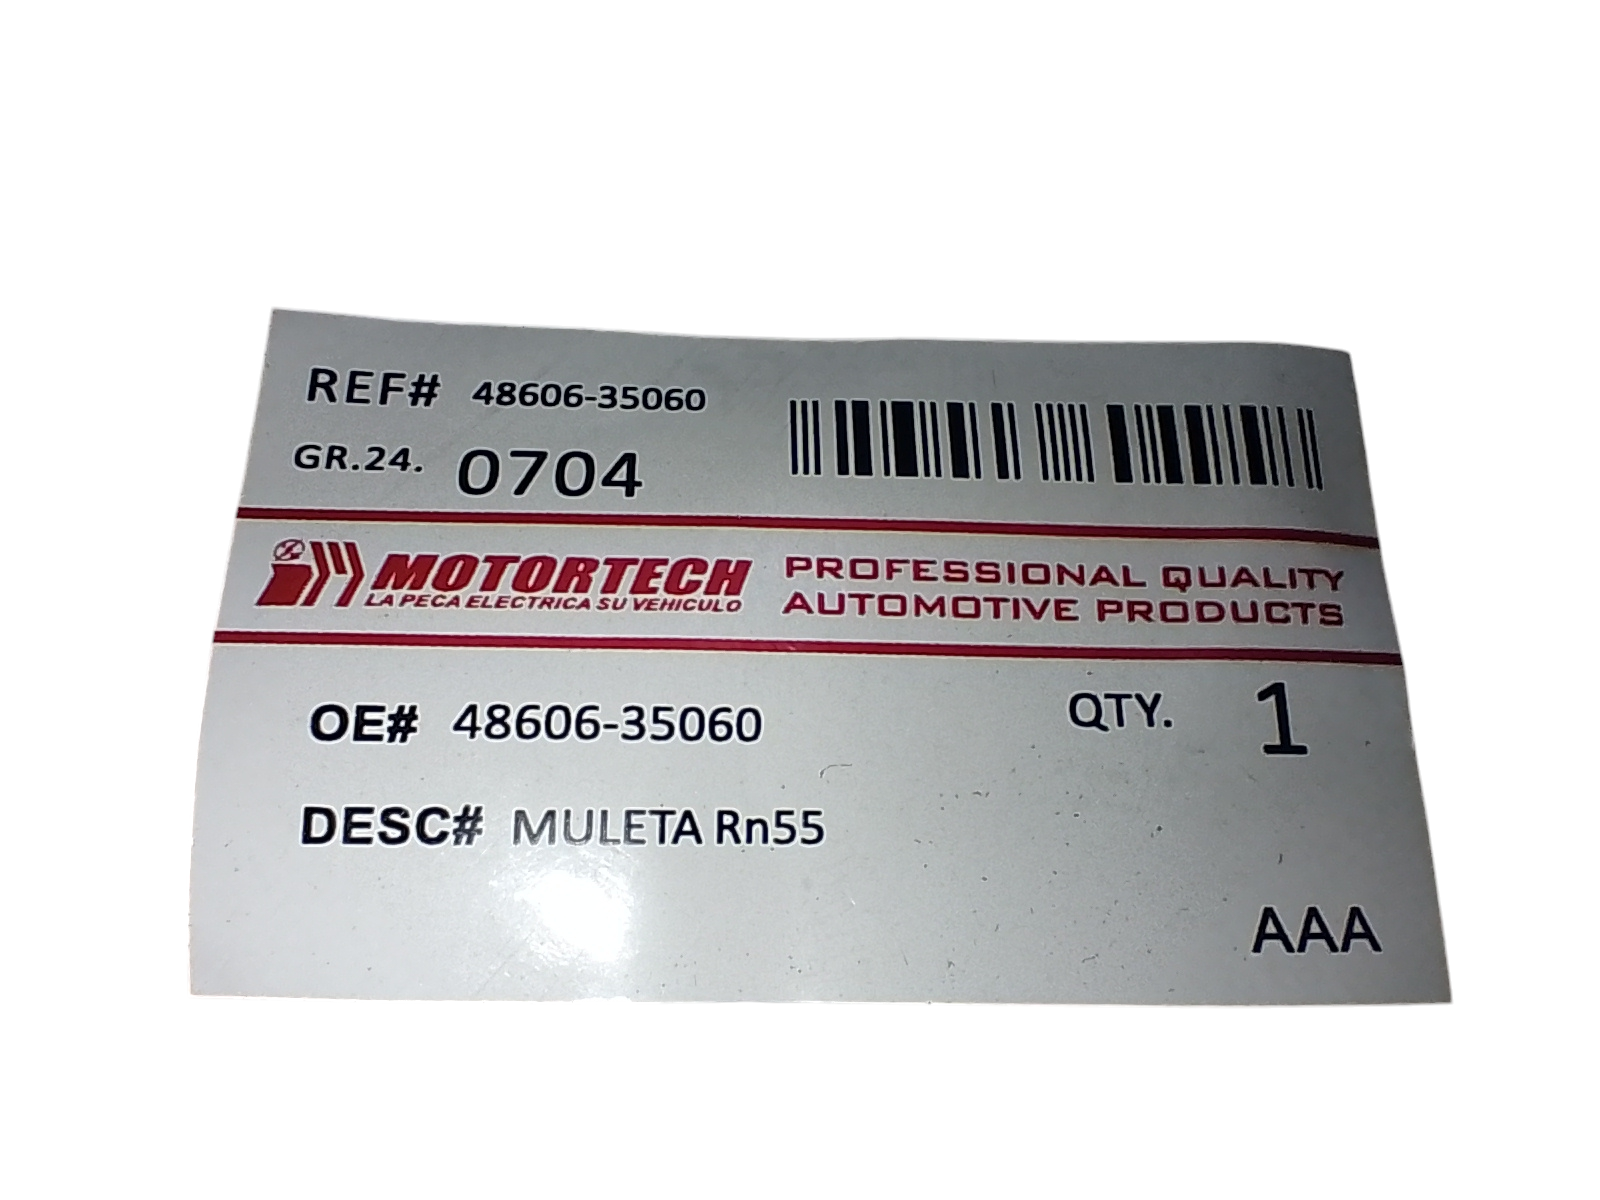 REF# 48606-35060
GR.24. 0704
MOTORTECH
LA PECA ELECTRICA SU VEHICULO
PROFESSIONAL QUALITY
AUTOMOTIVE PRODUCTS
OE# 48606-35060
QTY. 1
DESC# MULETA Rn55
AAA